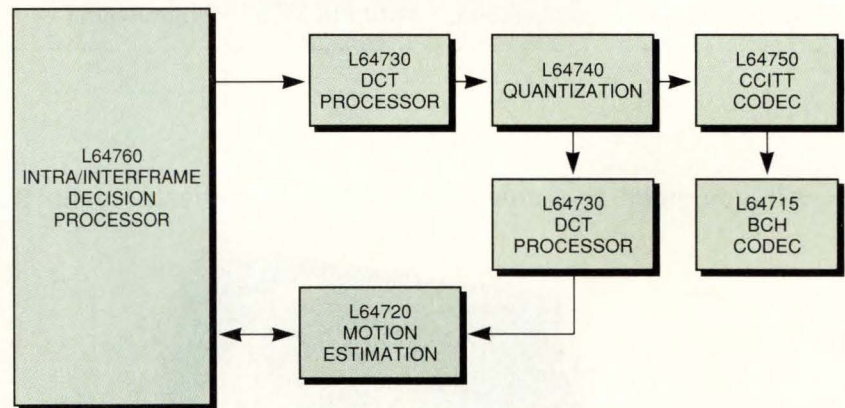 L64760
INTRA/INTERFRAME
DECISION
PROCESSOR
L64730
DCT
PROCESSOR
L64740
QUANTIZATION
L64750
CCITT
CODEC
L64730
DCT
PROCESSOR
L64715
BCH
CODEC
L64720
MOTION
ESTIMATION